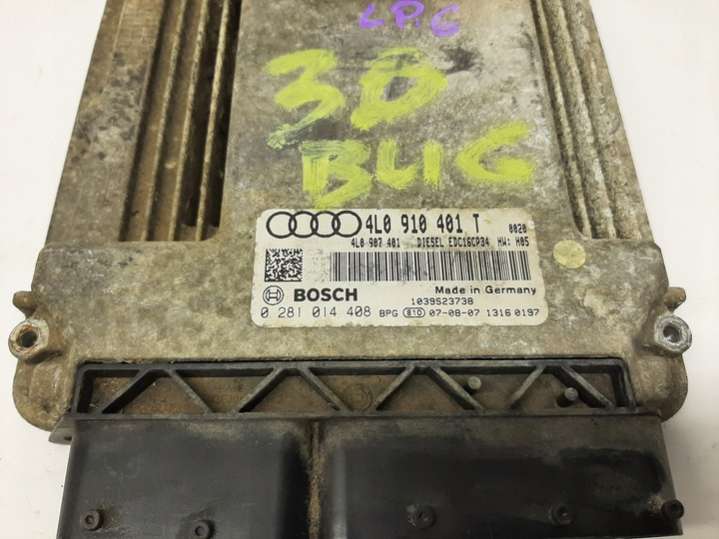 LPG
3D
BUG
4L0 910 401 T 0020
4L0 907 401 DIESEL EDC16CP34 HW: H05
BOSCH Made in Germany
1039S23738
0 281 014 408 BPG 810 07-08-07 1316 0197